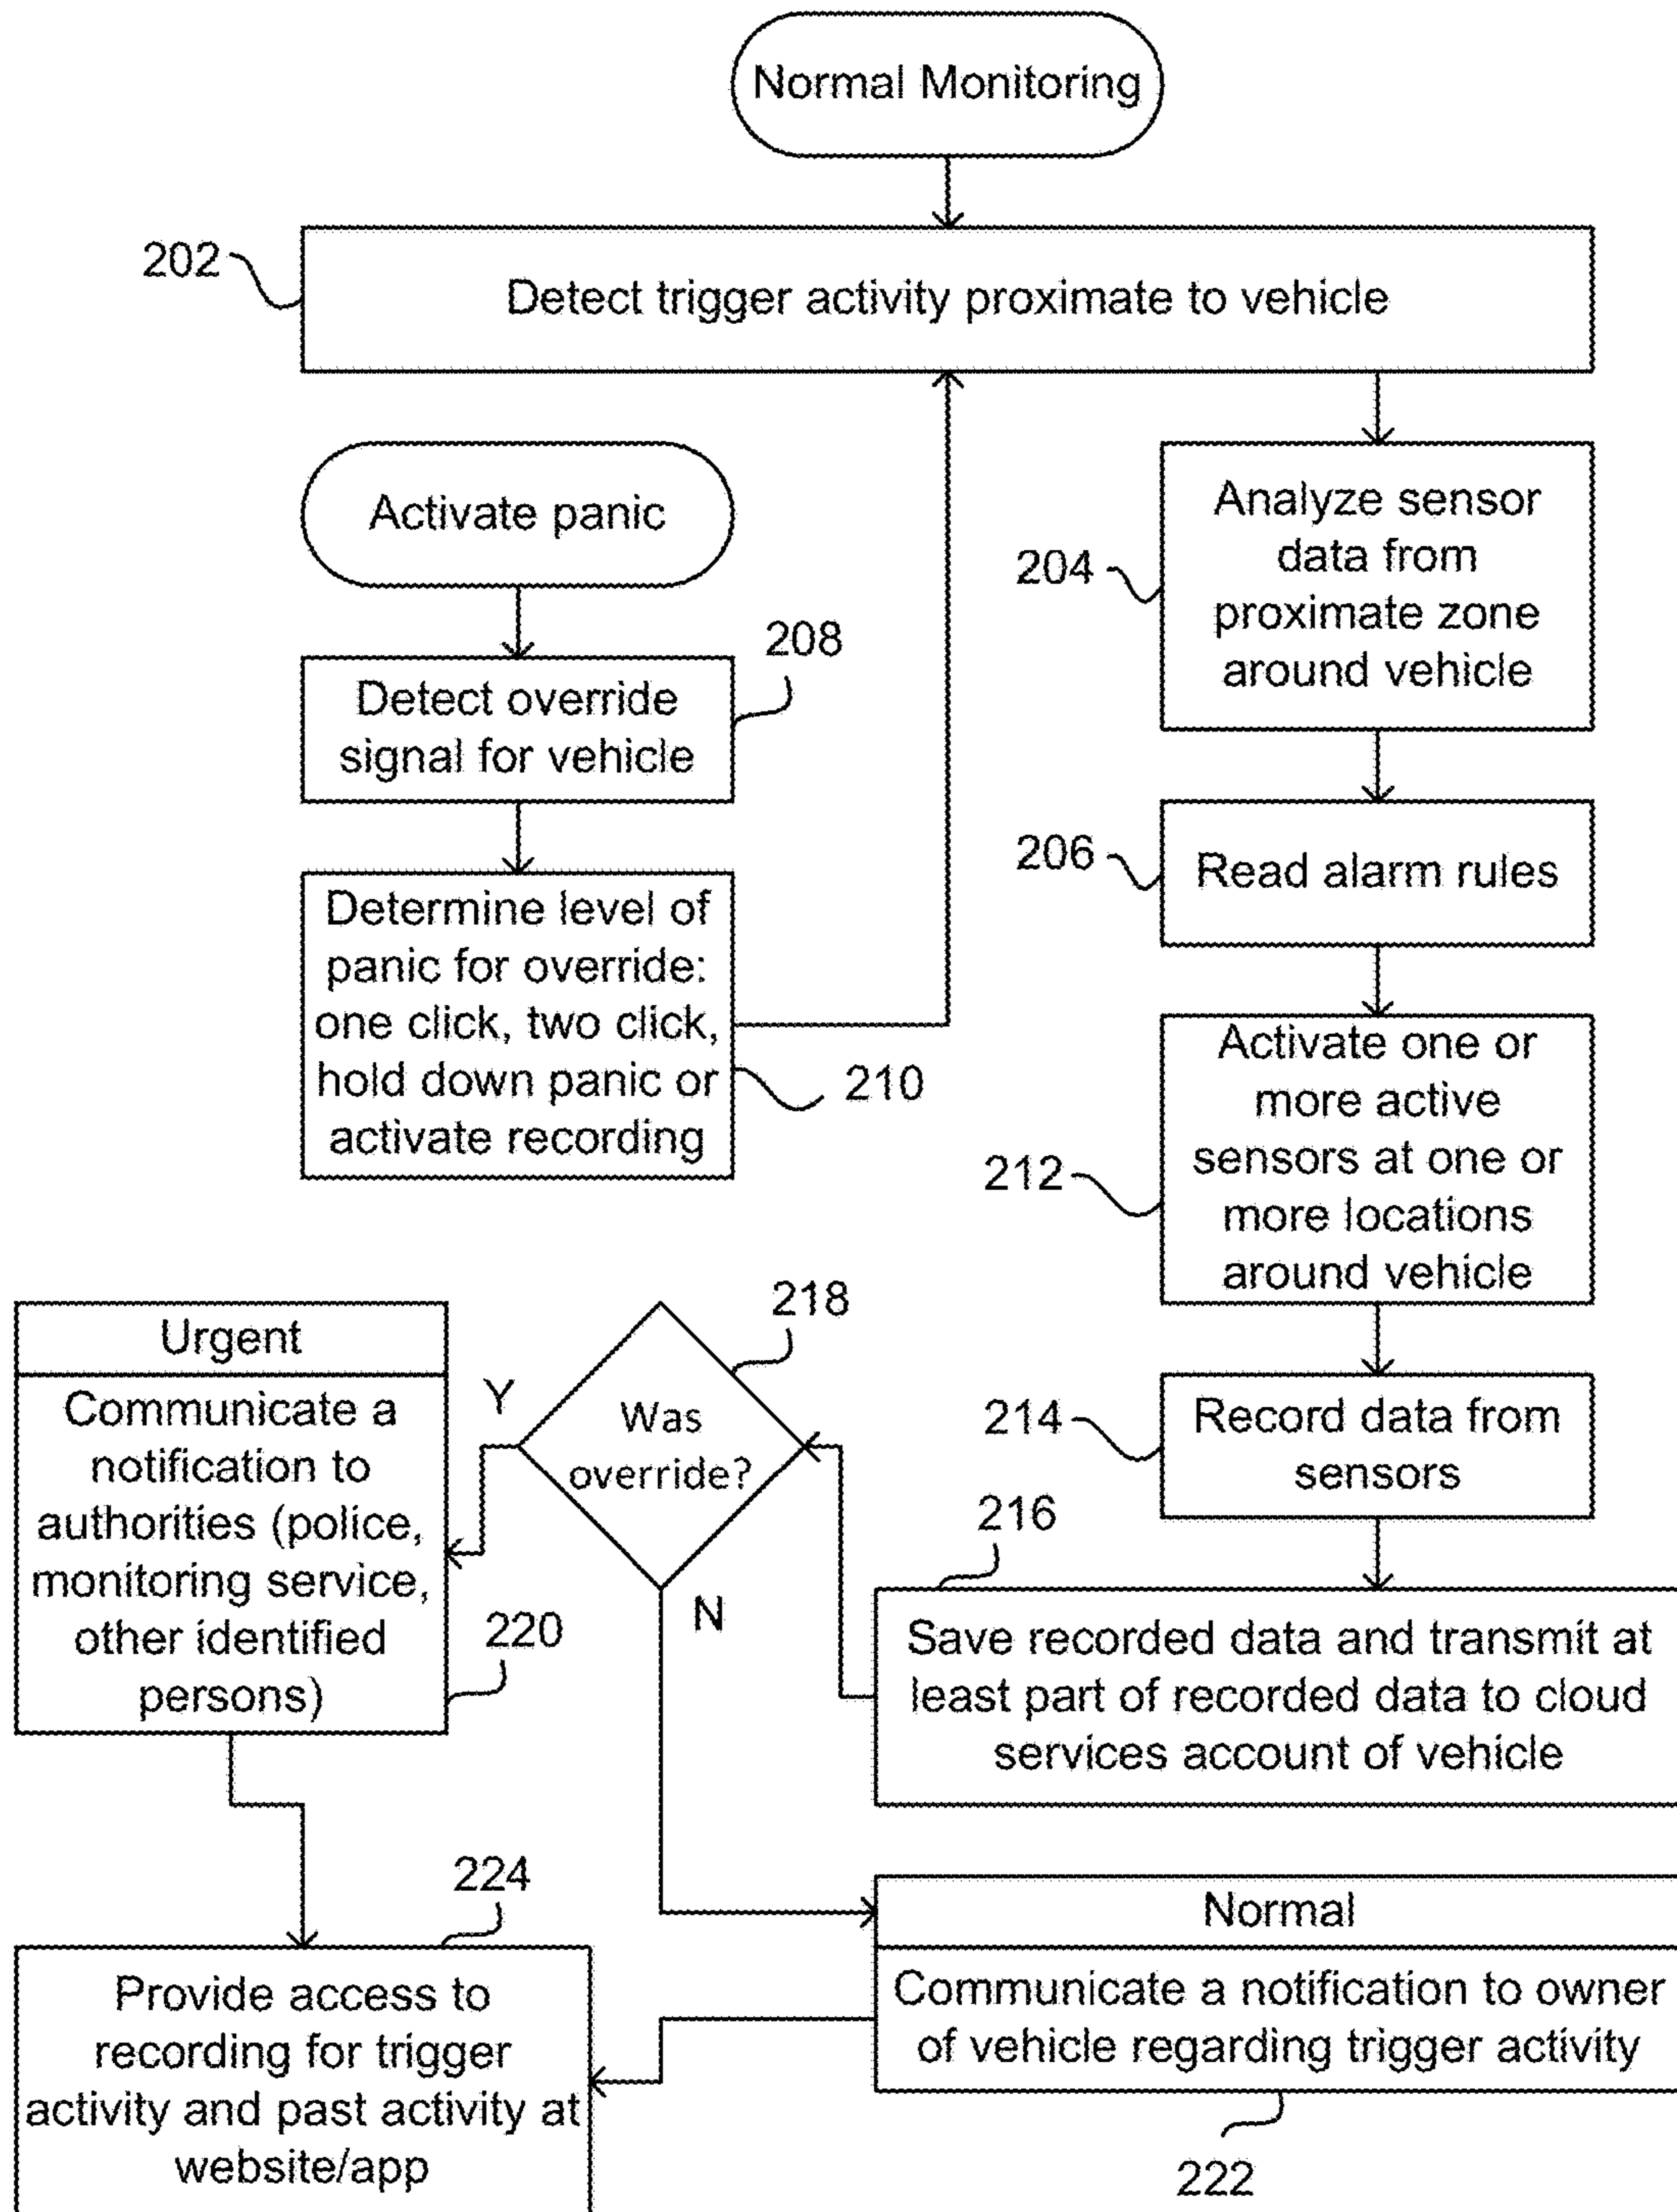 Normal Monitoring
202
Detect trigger activity proximate to vehicle
Activate panic
208
Detect override
signal for vehicle
Determine level of
panic for override:
one click, two click,
hold down panic or
activate recording
210
204
Analyze sensor
data from
proximate zone
around vehicle
206
Read alarm rules
212
Activate one or
more active
sensors at one or
more locations
around vehicle
214
Record data from
sensors
216
Save recorded data and transmit at
least part of recorded data to cloud
services account of vehicle
218
Was
override?
Y
N
Urgent
Communicate a
notification to
authorities (police,
monitoring service,
other identified
persons)
220
Normal
Communicate a notification to owner
of vehicle regarding trigger activity
222
224
Provide access to
recording for trigger
activity and past activity at
website/app